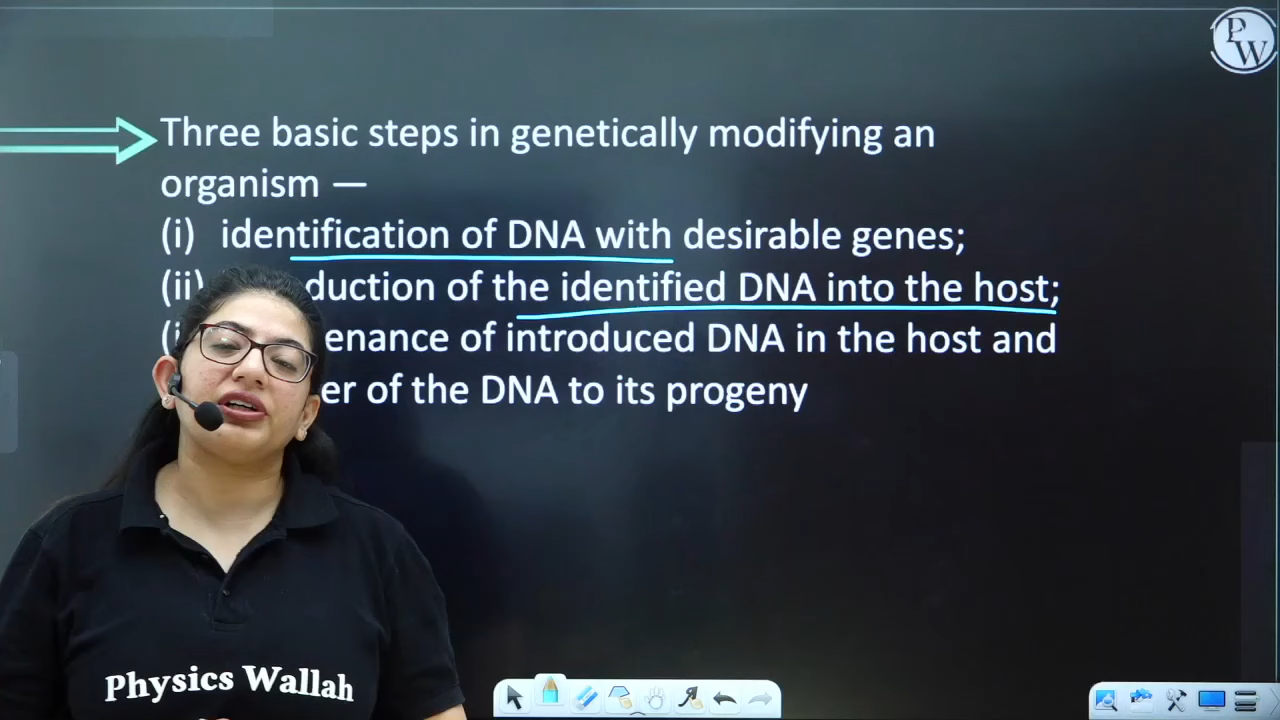 PW
Three basic steps in genetically modifying an
organism —
(i) identification of DNA with desirable genes;
(ii) duction of the identified DNA into the host;
(i enance of introduced DNA in the host and
er of the DNA to its progeny
Physics Wallah